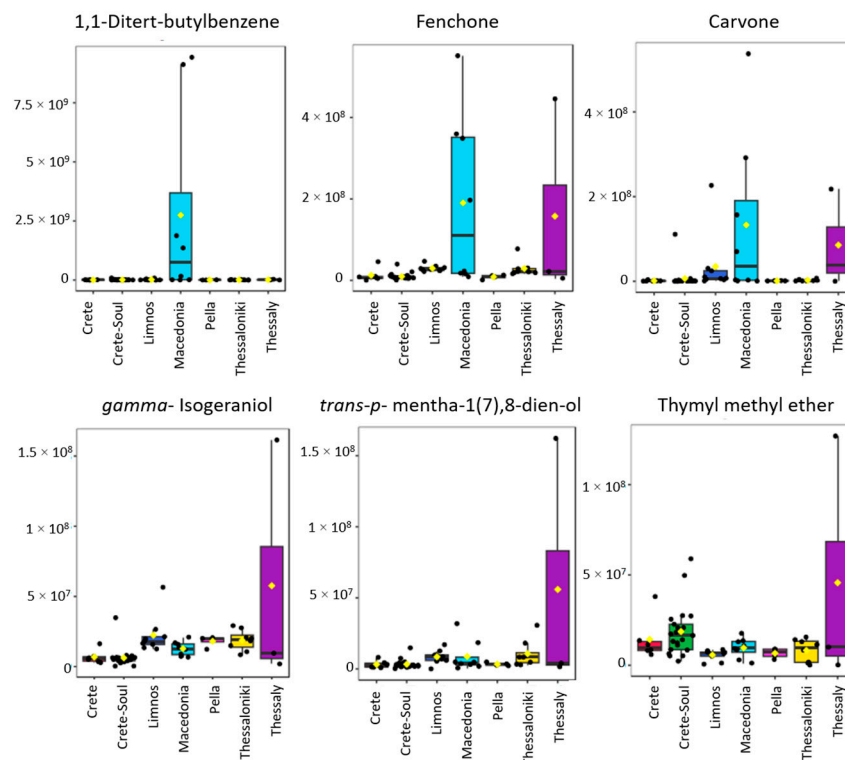 1,1-Ditert-butylbenzene
Fenchone
Carvone
7.5 × 10⁹
5 × 10⁹
2.5 × 10⁹
0
4 × 10⁸
2 × 10⁸
0
4 × 10⁸
2 × 10⁸
0
Crete
Crete-Soul
Limnos
Macedonia
Pella
Thessaloniki
Thessaly
Crete
Crete-Soul
Limnos
Macedonia
Pella
Thessaloniki
Thessaly
Crete
Crete-Soul
Limnos
Macedonia
Pella
Thessaloniki
Thessaly
gamma- Isogeraniol
trans-p- mentha-1(7),8-dien-ol
Thymyl methyl ether
1.5 × 10⁸
1 × 10⁸
5 × 10⁷
0
1.5 × 10⁸
1 × 10⁸
5 × 10⁷
0
1 × 10⁸
5 × 10⁷
0
Crete
Crete-Soul
Limnos
Macedonia
Pella
Thessaloniki
Thessaly
Crete
Crete-Soul
Limnos
Macedonia
Pella
Thessaloniki
Thessaly
Crete
Crete-Soul
Limnos
Macedonia
Pella
Thessaloniki
Thessaly